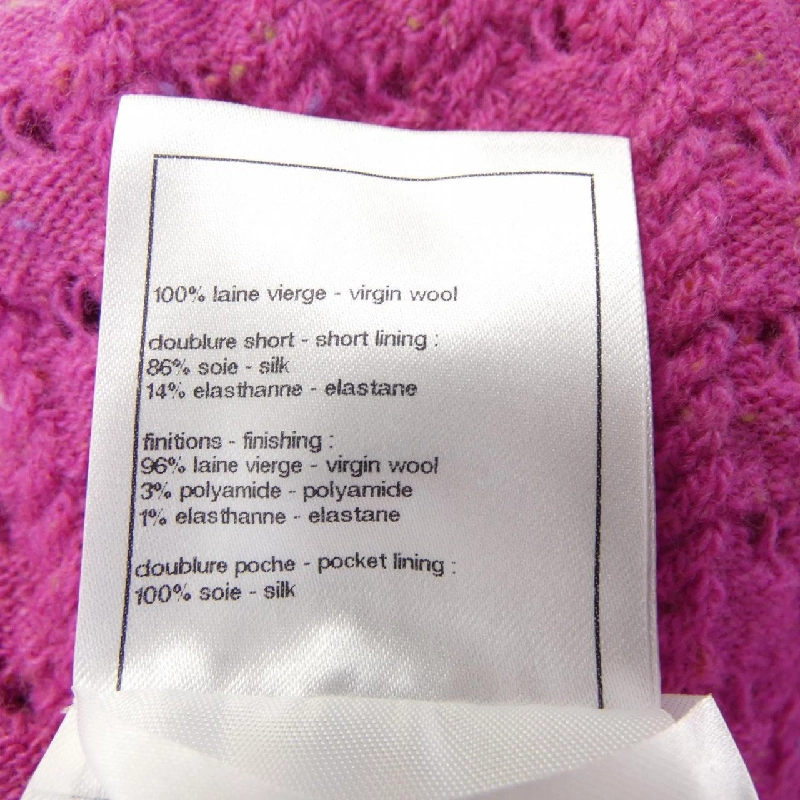 100% laine vierge - virgin wool
doublure short - short lining :
86% soie - silk
14% elasthanne - elastane
finitions - finishing :
96% laine vierge - virgin wool
3% polyamide - polyamide
1% elasthanne - elastane
doublure poche - pocket lining :
100% soie - silk